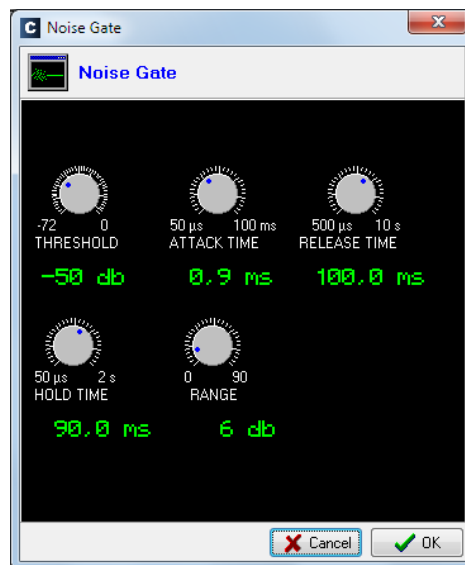 C Noise Gate
Noise Gate
-72 0 50 µs 100 ms 500 µs 10 s
THRESHOLD ATTACK TIME RELEASE TIME
-50 db 0,9 ms 100,0 ms
50 µs 2 s 0 90
HOLD TIME RANGE
90,0 ms 6 db
Cancel OK